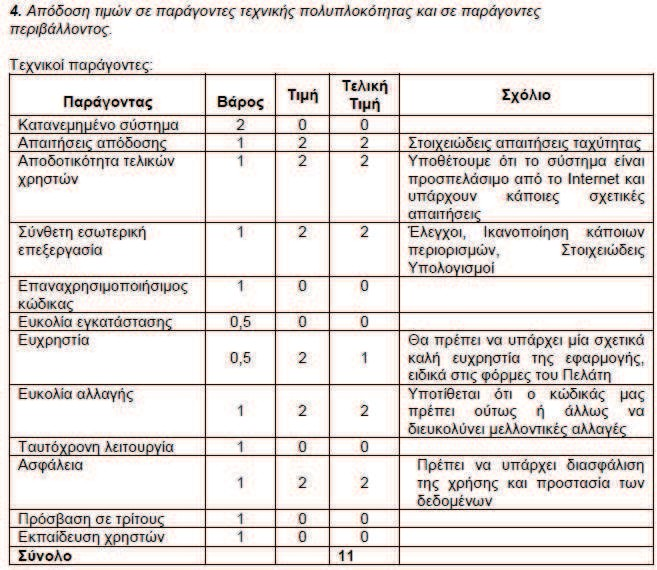 4. Απόδοση τιμών σε παράγοντες τεχνικής πολυπλοκότητας και σε παράγοντες
περιβάλλοντος.
Τεχνικοί παράγοντες:
Παράγοντας Βάρος Τιμή Τελική Τιμή Σχόλιο
Κατανεμημένο σύστημα 2 0 0
Απαιτήσεις απόδοσης 1 2 2 Στοιχειώδεις απαιτήσεις ταχύτητας
Αποδοτικότητα τελικών 1 2 2 Υποθέτουμε ότι το σύστημα είναι
χρηστών προσπελάσιμο από το Internet και
υπάρχουν κάποιες σχετικές
απαιτήσεις
Σύνθετη εσωτερική 1 2 2 Έλεγχοι, Ικανοποίηση κάποιων
επεξεργασία περιορισμών, Στοιχειώδεις
Υπολογισμοί
Επαναχρησιμοποιήσιμος 1 0 0
κώδικας
Ευκολία εγκατάστασης 0,5 0 0
Ευχρηστία 0,5 2 1 Θα πρέπει να υπάρχει μία σχετικά
καλή ευχρηστία της εφαρμογής,
ειδικά στις φόρμες του Πελάτη
Ευκολία αλλαγής 1 2 2 Υποτίθεται ότι ο κώδικάς μας
πρέπει ούτως ή άλλως να
διευκολύνει μελλοντικές αλλαγές
Ταυτόχρονη λειτουργία 1 0 0
Ασφάλεια 1 2 2 Πρέπει να υπάρχει διασφάλιση
της χρήσης και προστασία των
δεδομένων
Πρόσβαση σε τρίτους 1 0 0
Εκπαίδευση χρηστών 1 0 0
Σύνολο 11